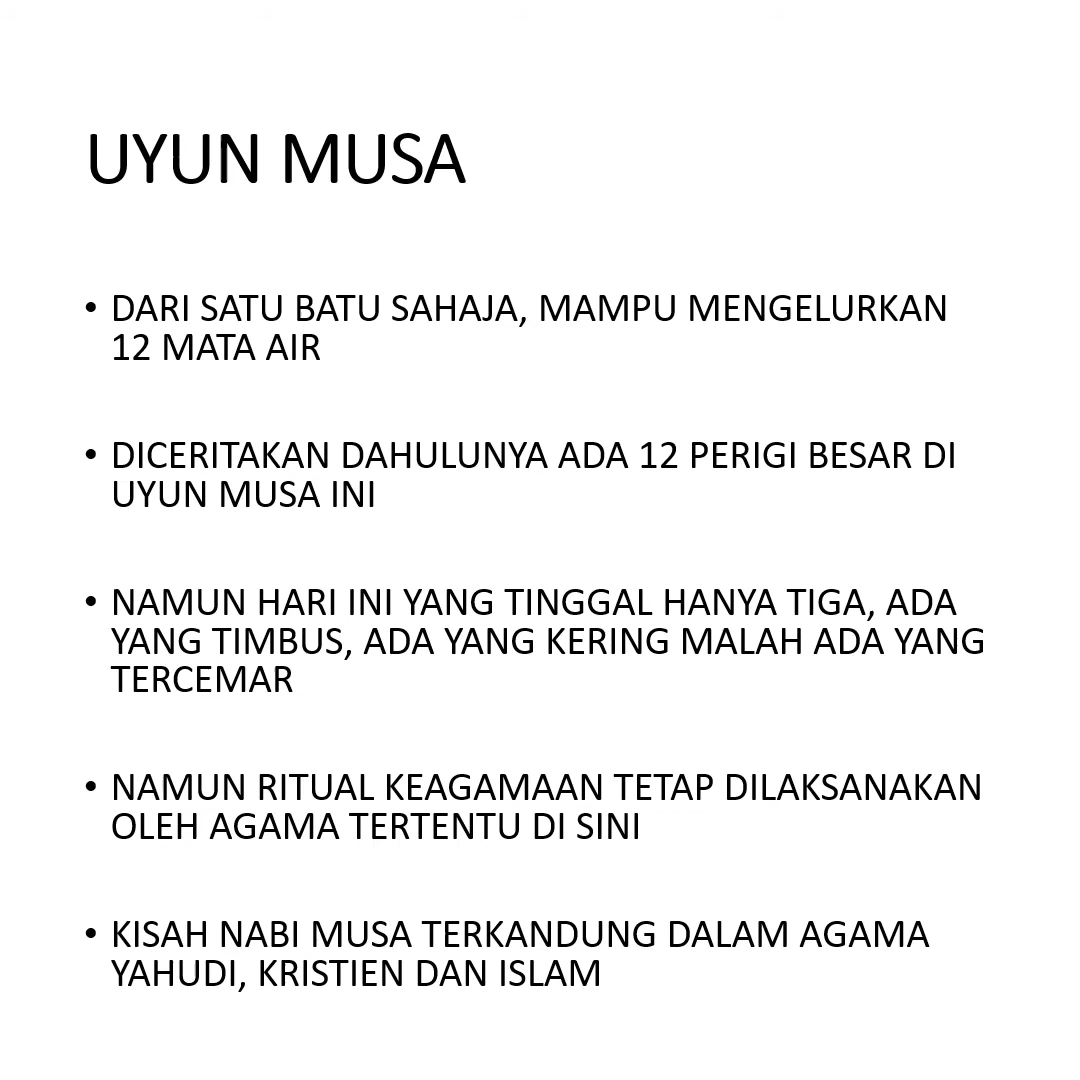 UYUN MUSA
• DARI SATU BATU SAHAJA, MAMPU MENGELURKAN
12 MATA AIR
• DICERITAKAN DAHULUNYA ADA 12 PERIGI BESAR DI
UYUN MUSA INI
• NAMUN HARI INI YANG TINGGAL HANYA TIGA, ADA
YANG TIMBUS, ADA YANG KERING MALAH ADA YANG
TERCEMAR
• NAMUN RITUAL KEAGAMAAN TETAP DILAKSANAKAN
OLEH AGAMA TERTENTU DI SINI
• KISAH NABI MUSA TERKANDUNG DALAM AGAMA
YAHUDI, KRISTIEN DAN ISLAM